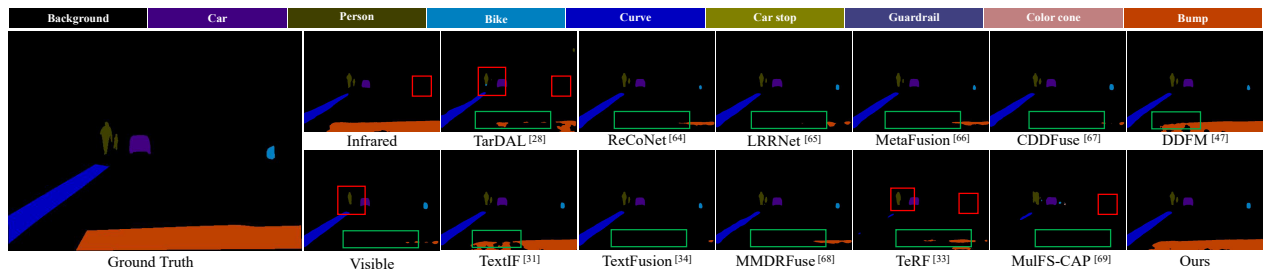 Background Car Person Bike Curve Car stop Guardrail Color cone Bump
Infrared TarDAL [28] ReCoNet [64] LRRNet [65] MetaFusion [66] CDDFuse [67] DDFM [47]
Ground Truth Visible TextIF [31] TextFusion [34] MMDRFuse [68] TeRF [33] MulFS-CAP [69] Ours